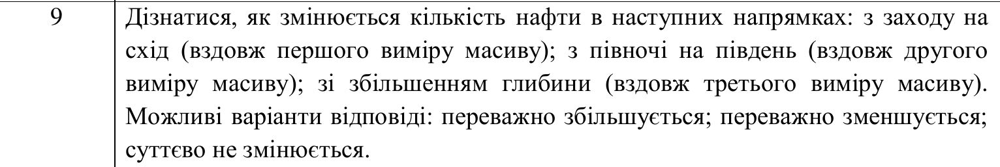 9 Дізнатися, як змінюється кількість нафти в наступних напрямках: з заходу на
схід (вздовж першого виміру масиву); з півночі на південь (вздовж другого
виміру масиву); зі збільшенням глибини (вздовж третього виміру масиву).
Можливі варіанти відповіді: переважно збільшується; переважно зменшується;
суттєво не змінюється.